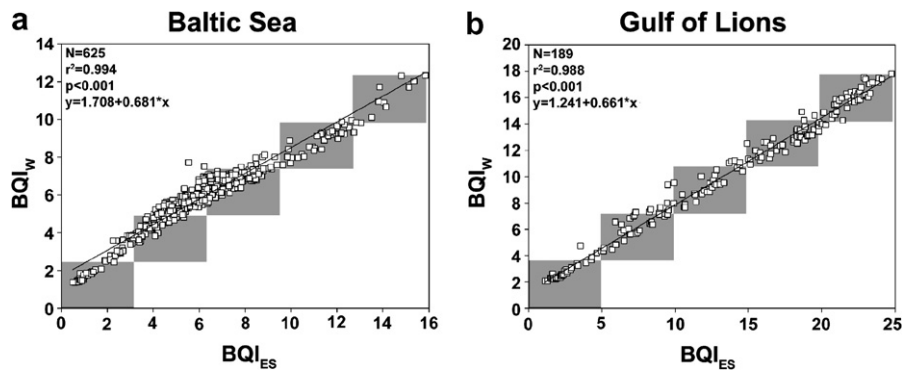 a
Baltic Sea
14
12
10
8
6
4
2
0
N=625
r²=0.994
p<0.001
y=1.708+0.681*x
BQI_W
0 2 4 6 8 10 12 14 16
BQI_ES
b
Gulf of Lions
20
18
16
14
12
10
8
6
4
2
0
N=189
r²=0.988
p<0.001
y=1.241+0.661*x
BQI_W
0 5 10 15 20 25
BQI_ES